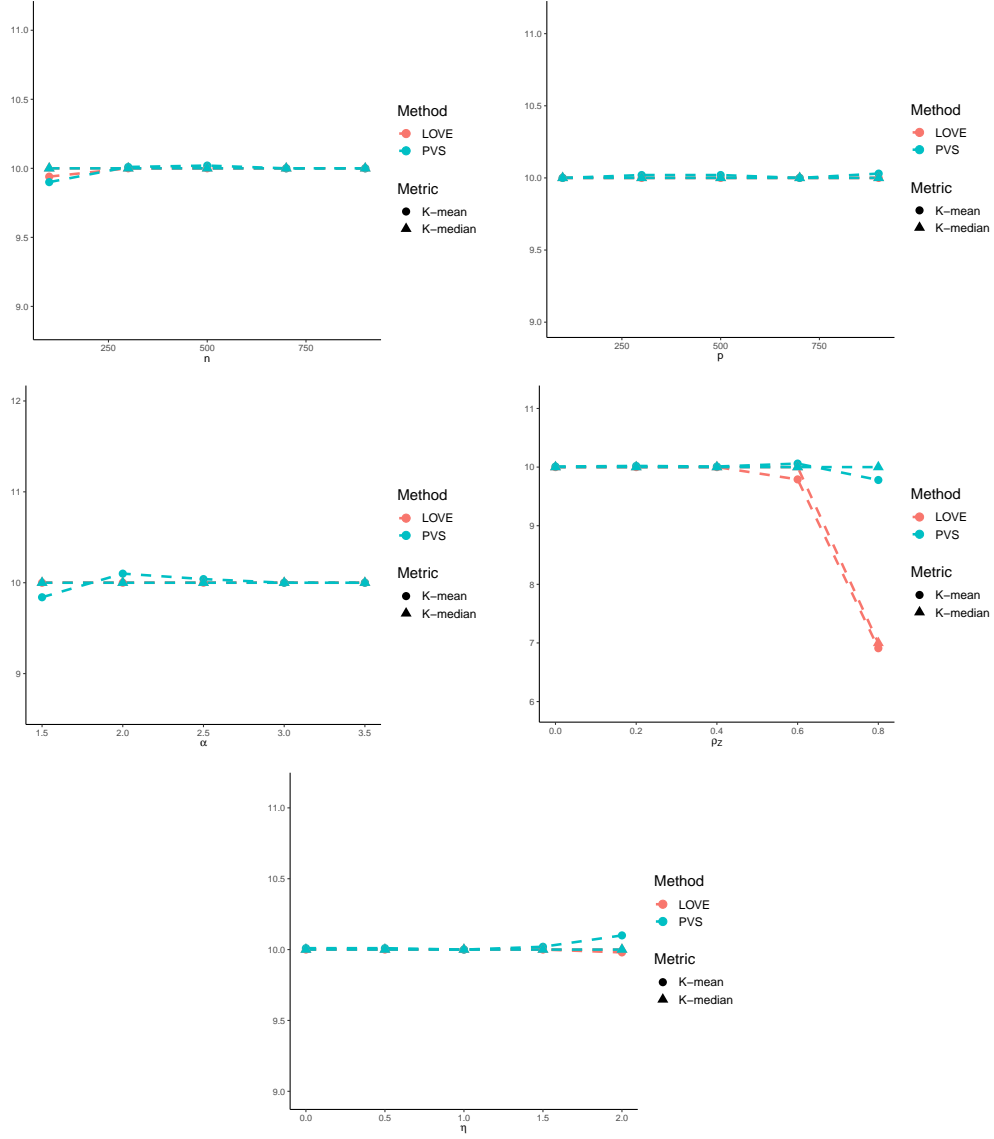 11.0
10.5
10.0
9.5
9.0
250
500
750
n
Method
LOVE
PVS
Metric
K−mean
K−median
11.0
10.5
10.0
9.5
9.0
250
500
750
p
Method
LOVE
PVS
Metric
K−mean
K−median
12
11
10
9
1.5
2.0
2.5
3.0
3.5
α
Method
LOVE
PVS
Metric
K−mean
K−median
11
10
9
8
7
6
0.0
0.2
0.4
0.6
0.8
ρZ
Method
LOVE
PVS
Metric
K−mean
K−median
11.0
10.5
10.0
9.5
9.0
0.0
0.5
1.0
1.5
2.0
η
Method
LOVE
PVS
Metric
K−mean
K−median